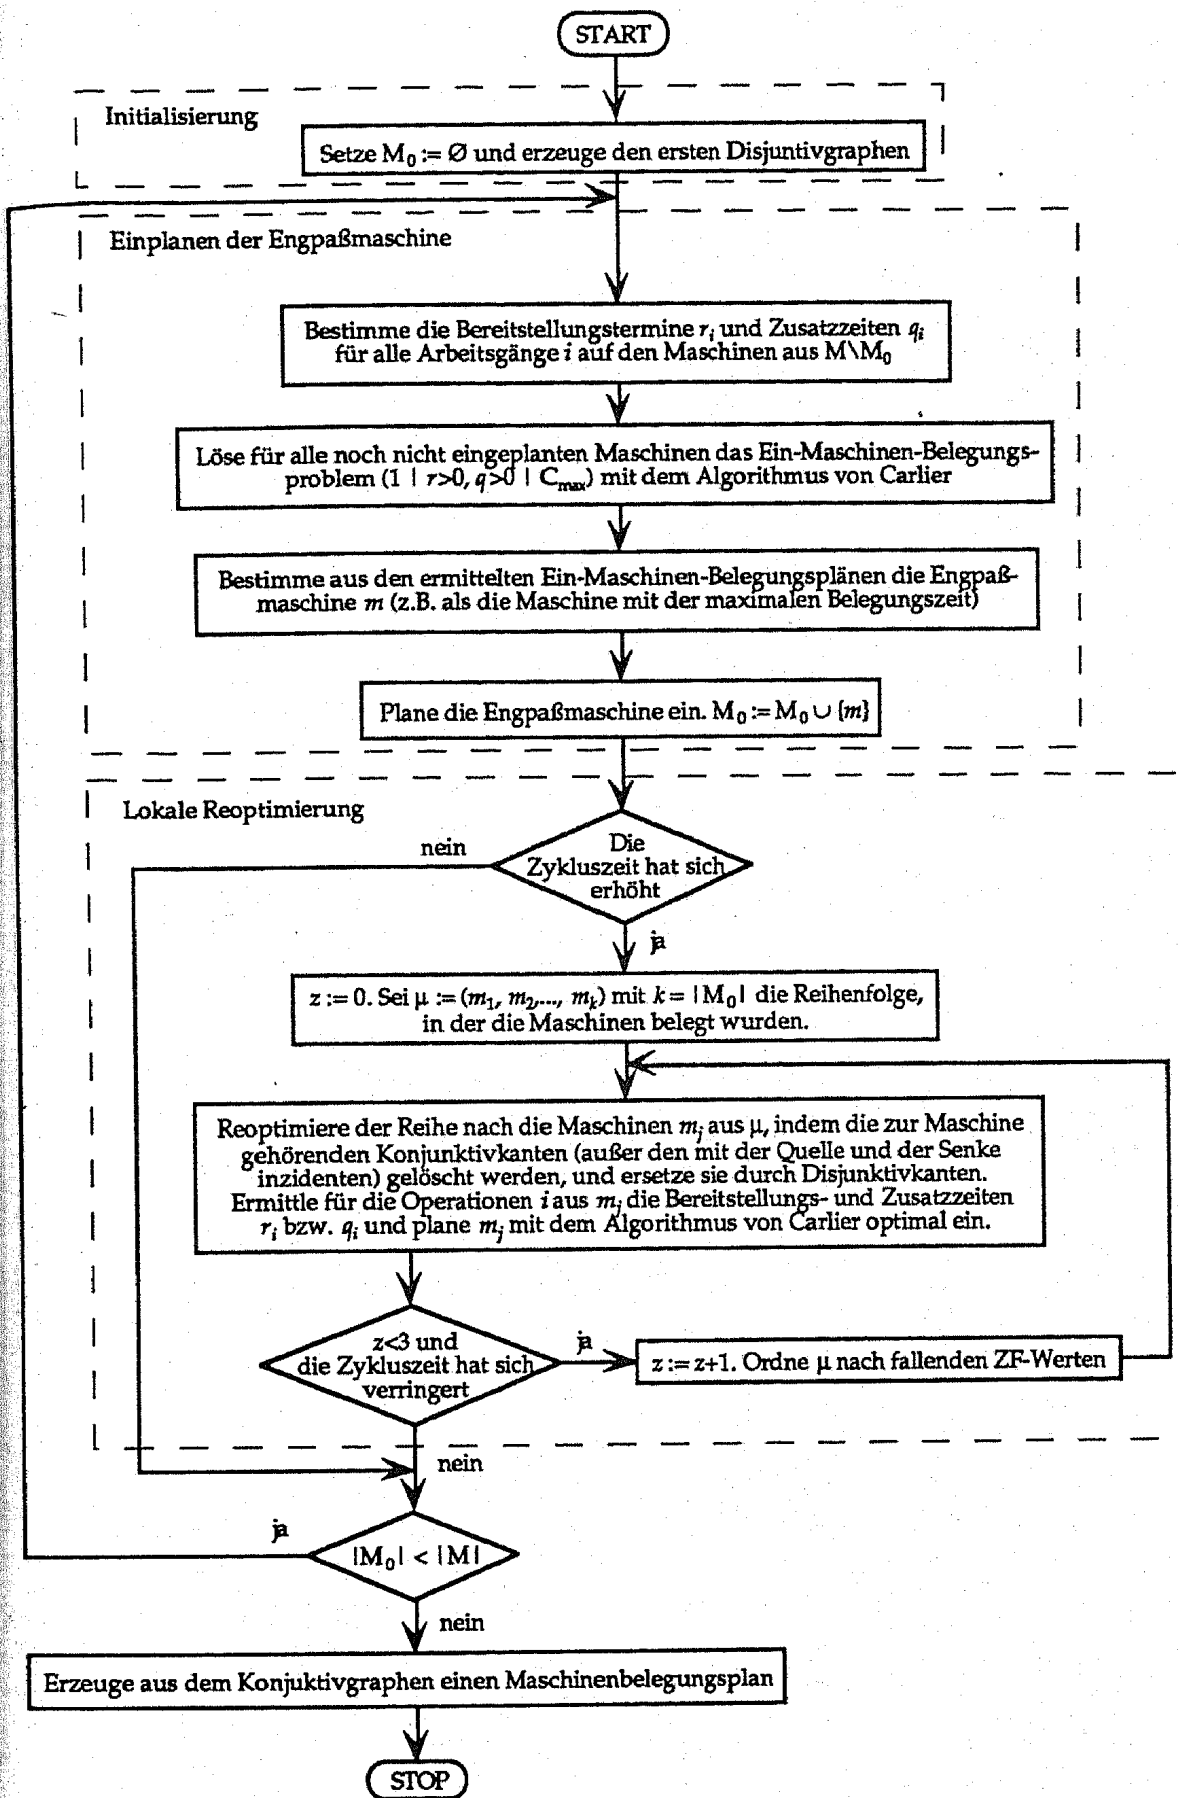 START
Initialisierung
Setze M₀ := Ø und erzeuge den ersten Disjuntivgraphen
Einplanen der Engpaßmaschine
Bestimme die Bereitstellungstermine rᵢ und Zusatzzeiten qᵢ
für alle Arbeitsgänge i auf den Maschinen aus M\M₀
Löse für alle noch nicht eingeplanten Maschinen das Ein-Maschinen-Belegungs-
problem (1 | r>0, q>0 | Cmax) mit dem Algorithmus von Carlier
Bestimme aus den ermittelten Ein-Maschinen-Belegungsplänen die Engpaß-
maschine m (z.B. als die Maschine mit der maximalen Belegungszeit)
Plane die Engpaßmaschine ein. M₀ := M₀ ∪ {m}
Lokale Reoptimierung
nein
Die
Zykluszeit hat sich
erhöht
ja
z := 0. Sei µ := (m₁, m₂,..., mₖ) mit k = |M₀| die Reihenfolge,
in der die Maschinen belegt wurden.
Reoptimiere der Reihe nach die Maschinen mⱼ aus µ, indem die zur Maschine
gehörenden Konjunktivkanten (außer den mit der Quelle und der Senke
inzidenten) gelöscht werden, und ersetze sie durch Disjunktivkanten.
Ermittle für die Operationen i aus mⱼ die Bereitstellungs- und Zusatzzeiten
rᵢ bzw. qᵢ und plane mⱼ mit dem Algorithmus von Carlier optimal ein.
z<3 und
die Zykluszeit hat sich
verringert
ja
z := z+1. Ordne µ nach fallenden ZF-Werten
nein
ja
|M₀| < |M|
nein
Erzeuge aus dem Konjuktivgraphen einen Maschinenbelegungsplan
STOP